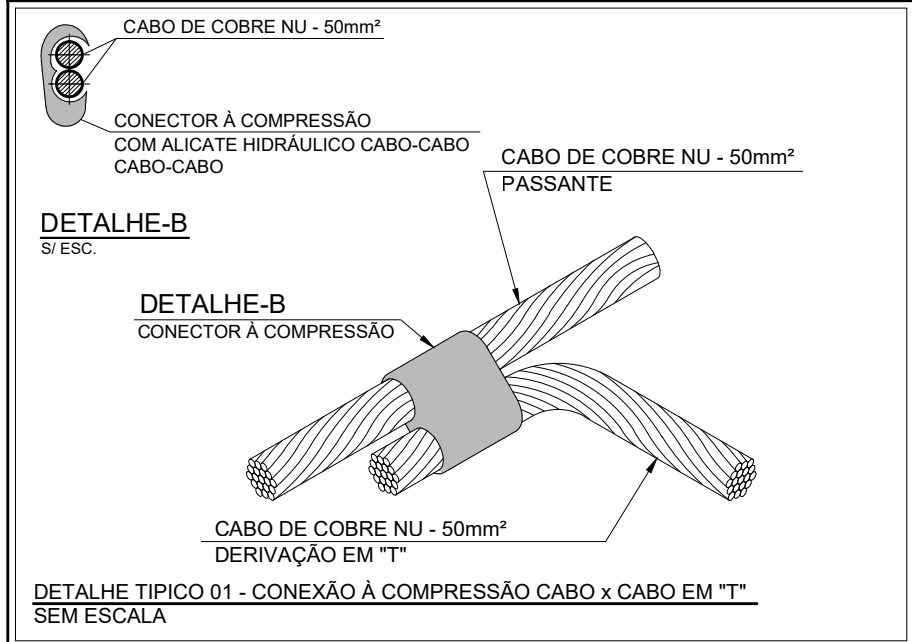 CABO DE COBRE NU - 50mm²
CONECTOR À COMPRESSÃO
COM ALICATE HIDRÁULICO CABO-CABO
CABO-CABO
CABO DE COBRE NU - 50mm²
PASSANTE
DETALHE-B
S/ ESC.
DETALHE-B
CONECTOR À COMPRESSÃO
CABO DE COBRE NU - 50mm²
DERIVAÇÃO EM "T"
DETALHE TIPICO 01 - CONEXÃO À COMPRESSÃO CABO x CABO EM "T"
SEM ESCALA